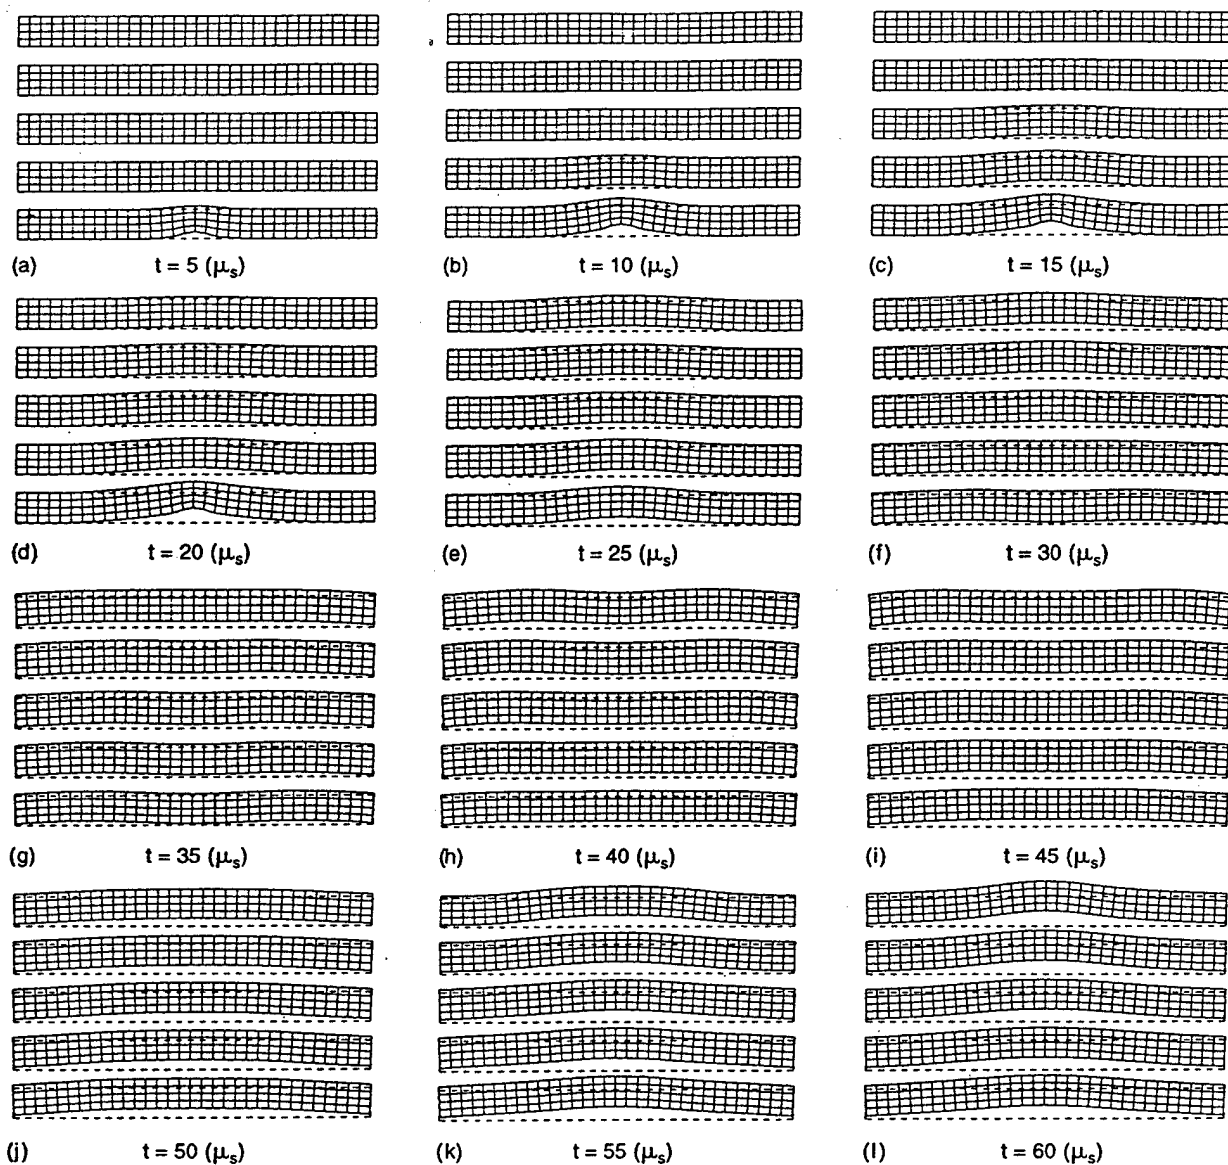 (a) t = 5 (μs)
(b) t = 10 (μs)
(c) t = 15 (μs)
(d) t = 20 (μs)
(e) t = 25 (μs)
(f) t = 30 (μs)
(g) t = 35 (μs)
(h) t = 40 (μs)
(i) t = 45 (μs)
(j) t = 50 (μs)
(k) t = 55 (μs)
(l) t = 60 (μs)